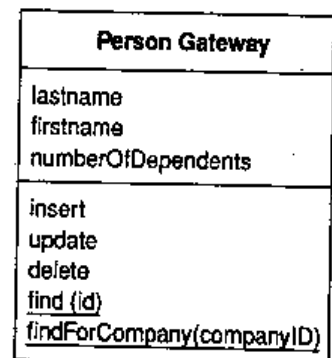 Person Gateway
lastname
firstname
numberOfDependents
insert
update
delete
find (id)
findForCompany(companyID)